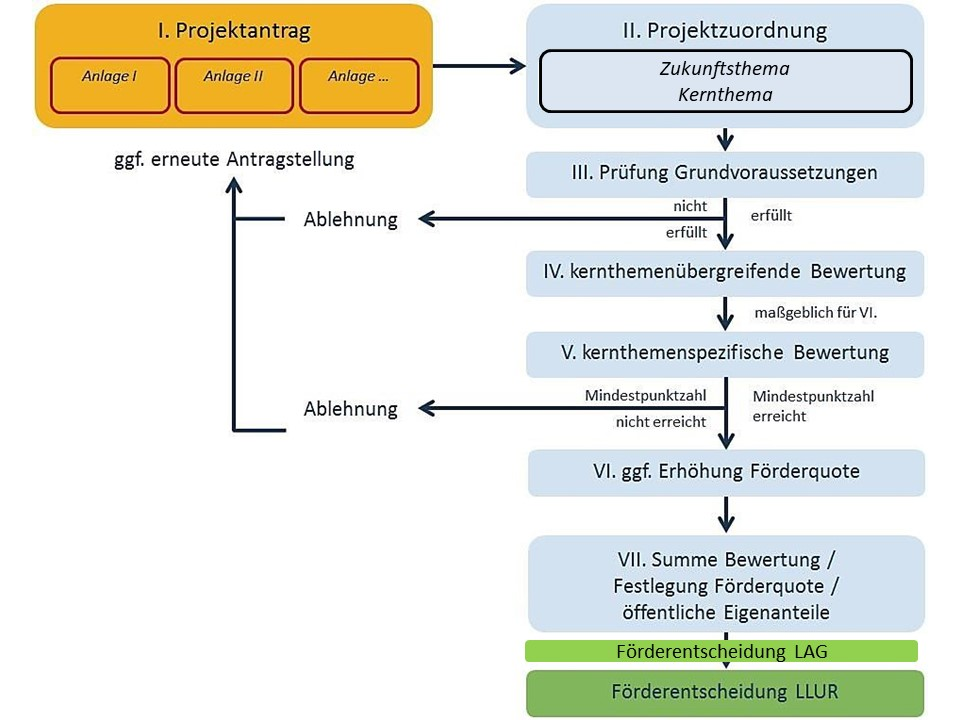 I. Projektantrag
Anlage I
Anlage II
Anlage ...
II. Projektzuordnung
Zukunftsthema
Kernthema
ggf. erneute Antragstellung
III. Prüfung Grundvoraussetzungen
nicht
erfüllt
erfüllt
Ablehnung
IV. kernthemenübergreifende Bewertung
maßgeblich für VI.
V. kernthemenspezifische Bewertung
Mindestpunktzahl
nicht erreicht
Mindestpunktzahl
erreicht
Ablehnung
VI. ggf. Erhöhung Förderquote
VII. Summe Bewertung /
Festlegung Förderquote /
öffentliche Eigenanteile
Förderentscheidung LAG
Förderentscheidung LLUR